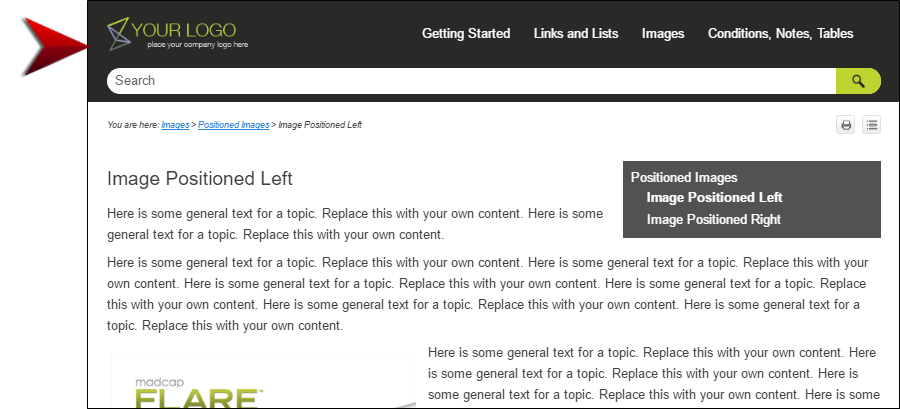 YOUR LOGO
place your company logo here
Getting Started Links and Lists Images Conditions, Notes, Tables
Search
You are here: Images > Positioned Images > Image Positioned Left
Positioned Images
Image Positioned Left
Image Positioned Right
Image Positioned Left
Here is some general text for a topic. Replace this with your own content. Here is some
general text for a topic. Replace this with your own content.
Here is some general text for a topic. Replace this with your own content. Here is some general text for a topic. Replace this with your
own content. Here is some general text for a topic. Replace this with your own content. Here is some general text for a topic. Replace
this with your own content. Here is some general text for a topic. Replace this with your own content. Here is some general text for a
topic. Replace this with your own content.
Here is some general text for a topic. Replace this with your own content. Here
is some general text for a topic. Replace this with your own content. Here is
some general text for a topic. Replace this with your own content. Here is some
madcap
FLARE™